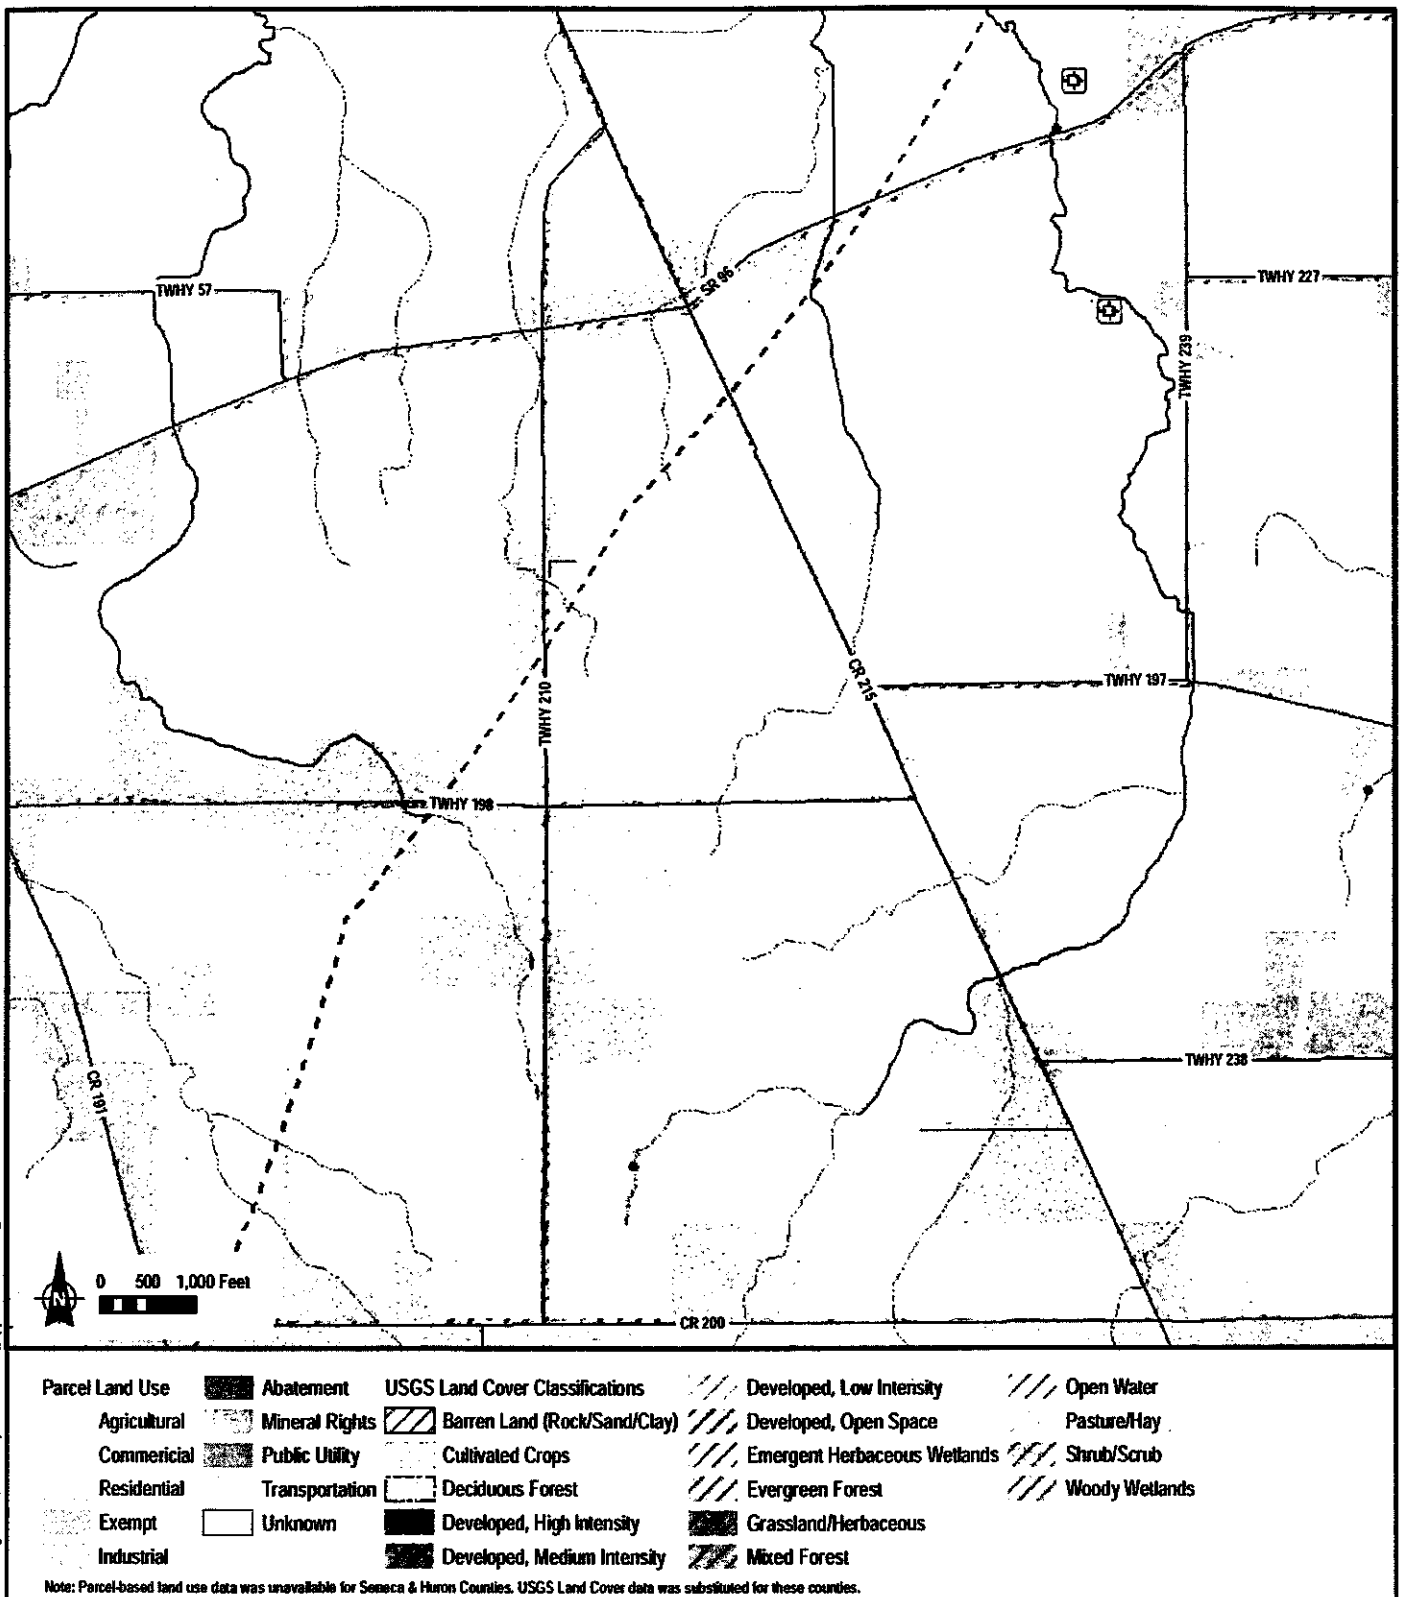 SR 96
TWHY 57
TWHY 227
TWHY 239
CR 215
TWHY 197
TWHY 210
TWHY 198
CR 191
TWHY 238
N
0 500 1,000 Feet
CR 200
Parcel Land Use
Agricultural
Commericial
Residential
Exempt
Industrial
Abatement
Mineral Rights
Public Utility
Transportation
Unknown
USGS Land Cover Classifications
Barren Land (Rock/Sand/Clay)
Cultivated Crops
Deciduous Forest
Developed, High Intensity
Developed, Medium Intensity
Developed, Low Intensity
Developed, Open Space
Emergent Herbaceous Wetlands
Evergreen Forest
Grassland/Herbaceous
Mixed Forest
Open Water
Pasture/Hay
Shrub/Scrub
Woody Wetlands
Note: Parcel-based land use data was unavailable for Seneca & Huron Counties. USGS Land Cover data was substituted for these counties.